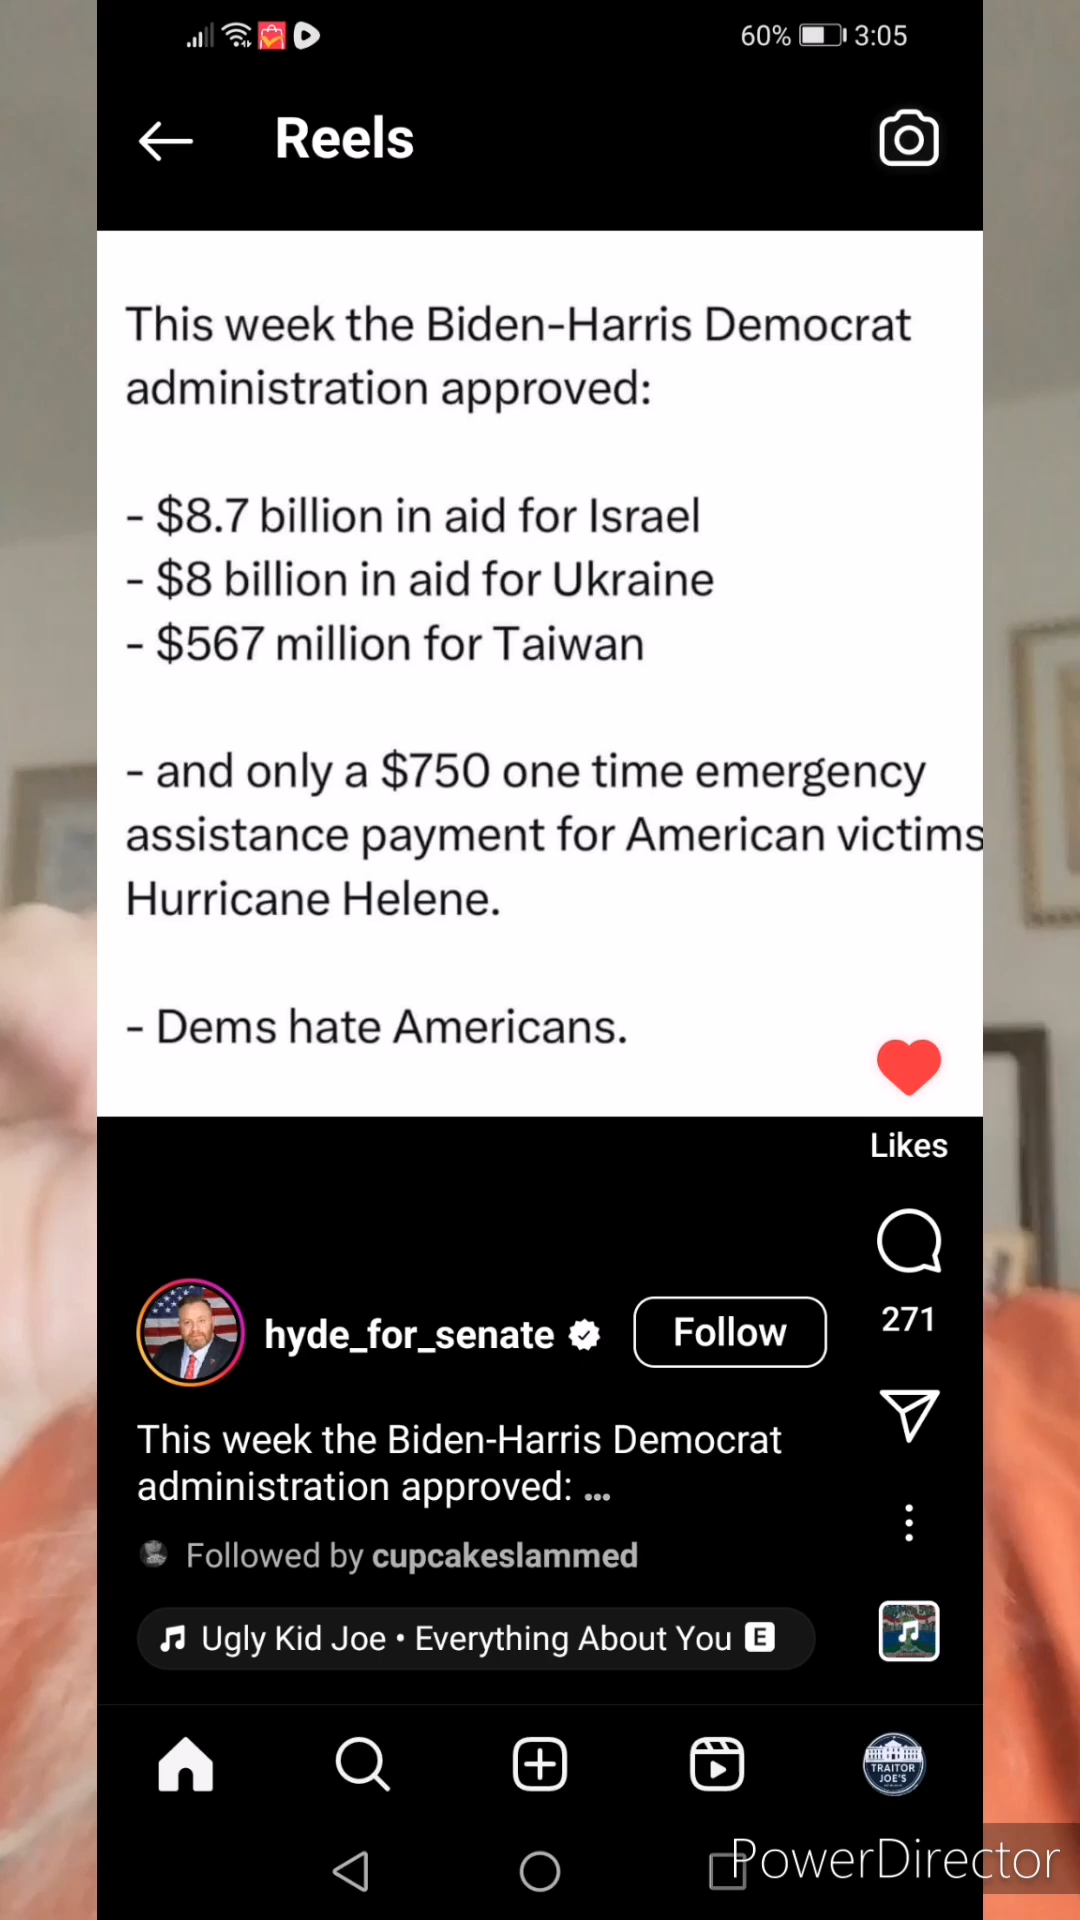 60% 3:05
Reels
This week the Biden-Harris Democrat
administration approved:
- $8.7 billion in aid for Israel
- $8 billion in aid for Ukraine
- $567 million for Taiwan
- and only a $750 one time emergency
assistance payment for American victims
Hurricane Helene.
- Dems hate Americans.
Likes
271
hyde_for_senate
Follow
This week the Biden-Harris Democrat
administration approved: ...
Followed by cupcakeslammed
Ugly Kid Joe • Everything About You E
TRAITOR
JOE'S
PowerDirector